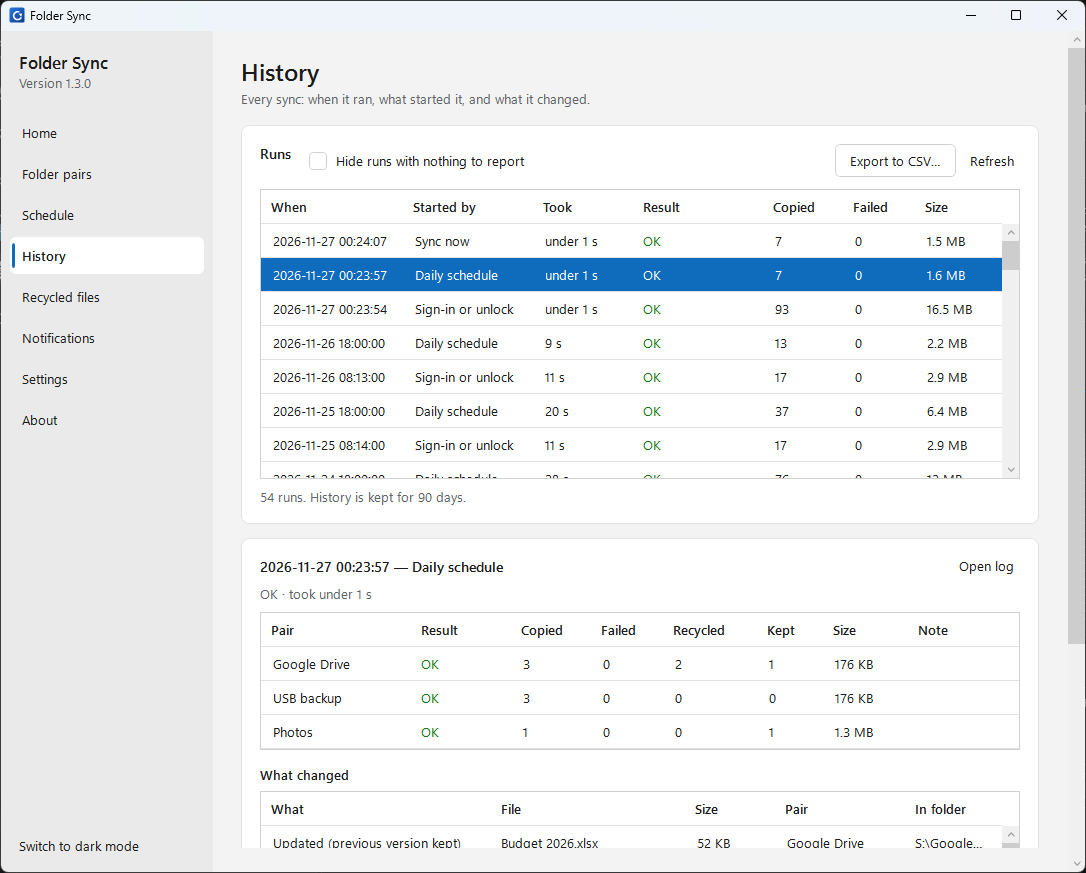 Folder Sync
Folder Sync
Version 1.3.0
Home
Folder pairs
Schedule
History
Recycled files
Notifications
Settings
About
Switch to dark mode
History
Every sync: when it ran, what started it, and what it changed.
Runs Hide runs with nothing to report Export to CSV... Refresh
When Started by Took Result Copied Failed Size
2026-11-27 00:24:07 Sync now under 1 s OK 7 0 1.5 MB
2026-11-27 00:23:57 Daily schedule under 1 s OK 7 0 1.6 MB
2026-11-27 00:23:54 Sign-in or unlock under 1 s OK 93 0 16.5 MB
2026-11-26 18:00:00 Daily schedule 9 s OK 13 0 2.2 MB
2026-11-26 08:13:00 Sign-in or unlock 11 s OK 17 0 2.9 MB
2026-11-25 18:00:00 Daily schedule 20 s OK 37 0 6.4 MB
2026-11-25 08:14:00 Sign-in or unlock 11 s OK 17 0 2.9 MB
54 runs. History is kept for 90 days.
2026-11-27 00:23:57 — Daily schedule Open log
OK · took under 1 s
Pair Result Copied Failed Recycled Kept Size Note
Google Drive OK 3 0 2 1 176 KB
USB backup OK 3 0 0 0 176 KB
Photos OK 1 0 0 1 1.3 MB
What changed
What File Size Pair In folder
Updated (previous version kept) Budget 2026.xlsx 52 KB Google Drive S:\Google...